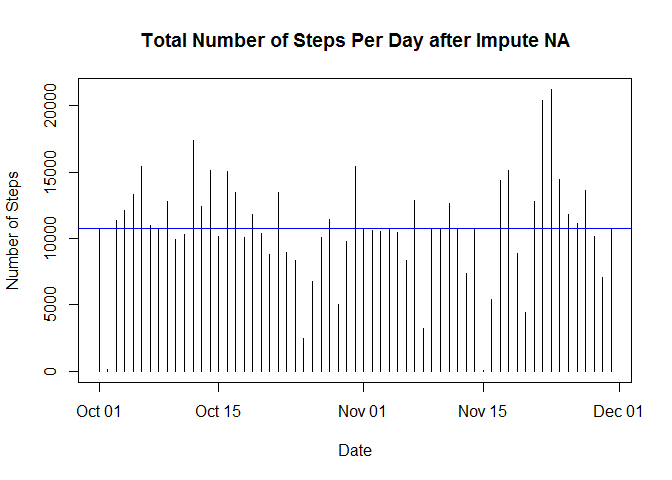 Total Number of Steps Per Day after Impute NA
Number of Steps
20000
15000
10000
5000
0
Oct 01 Oct 15 Nov 01 Nov 15 Dec 01
Date